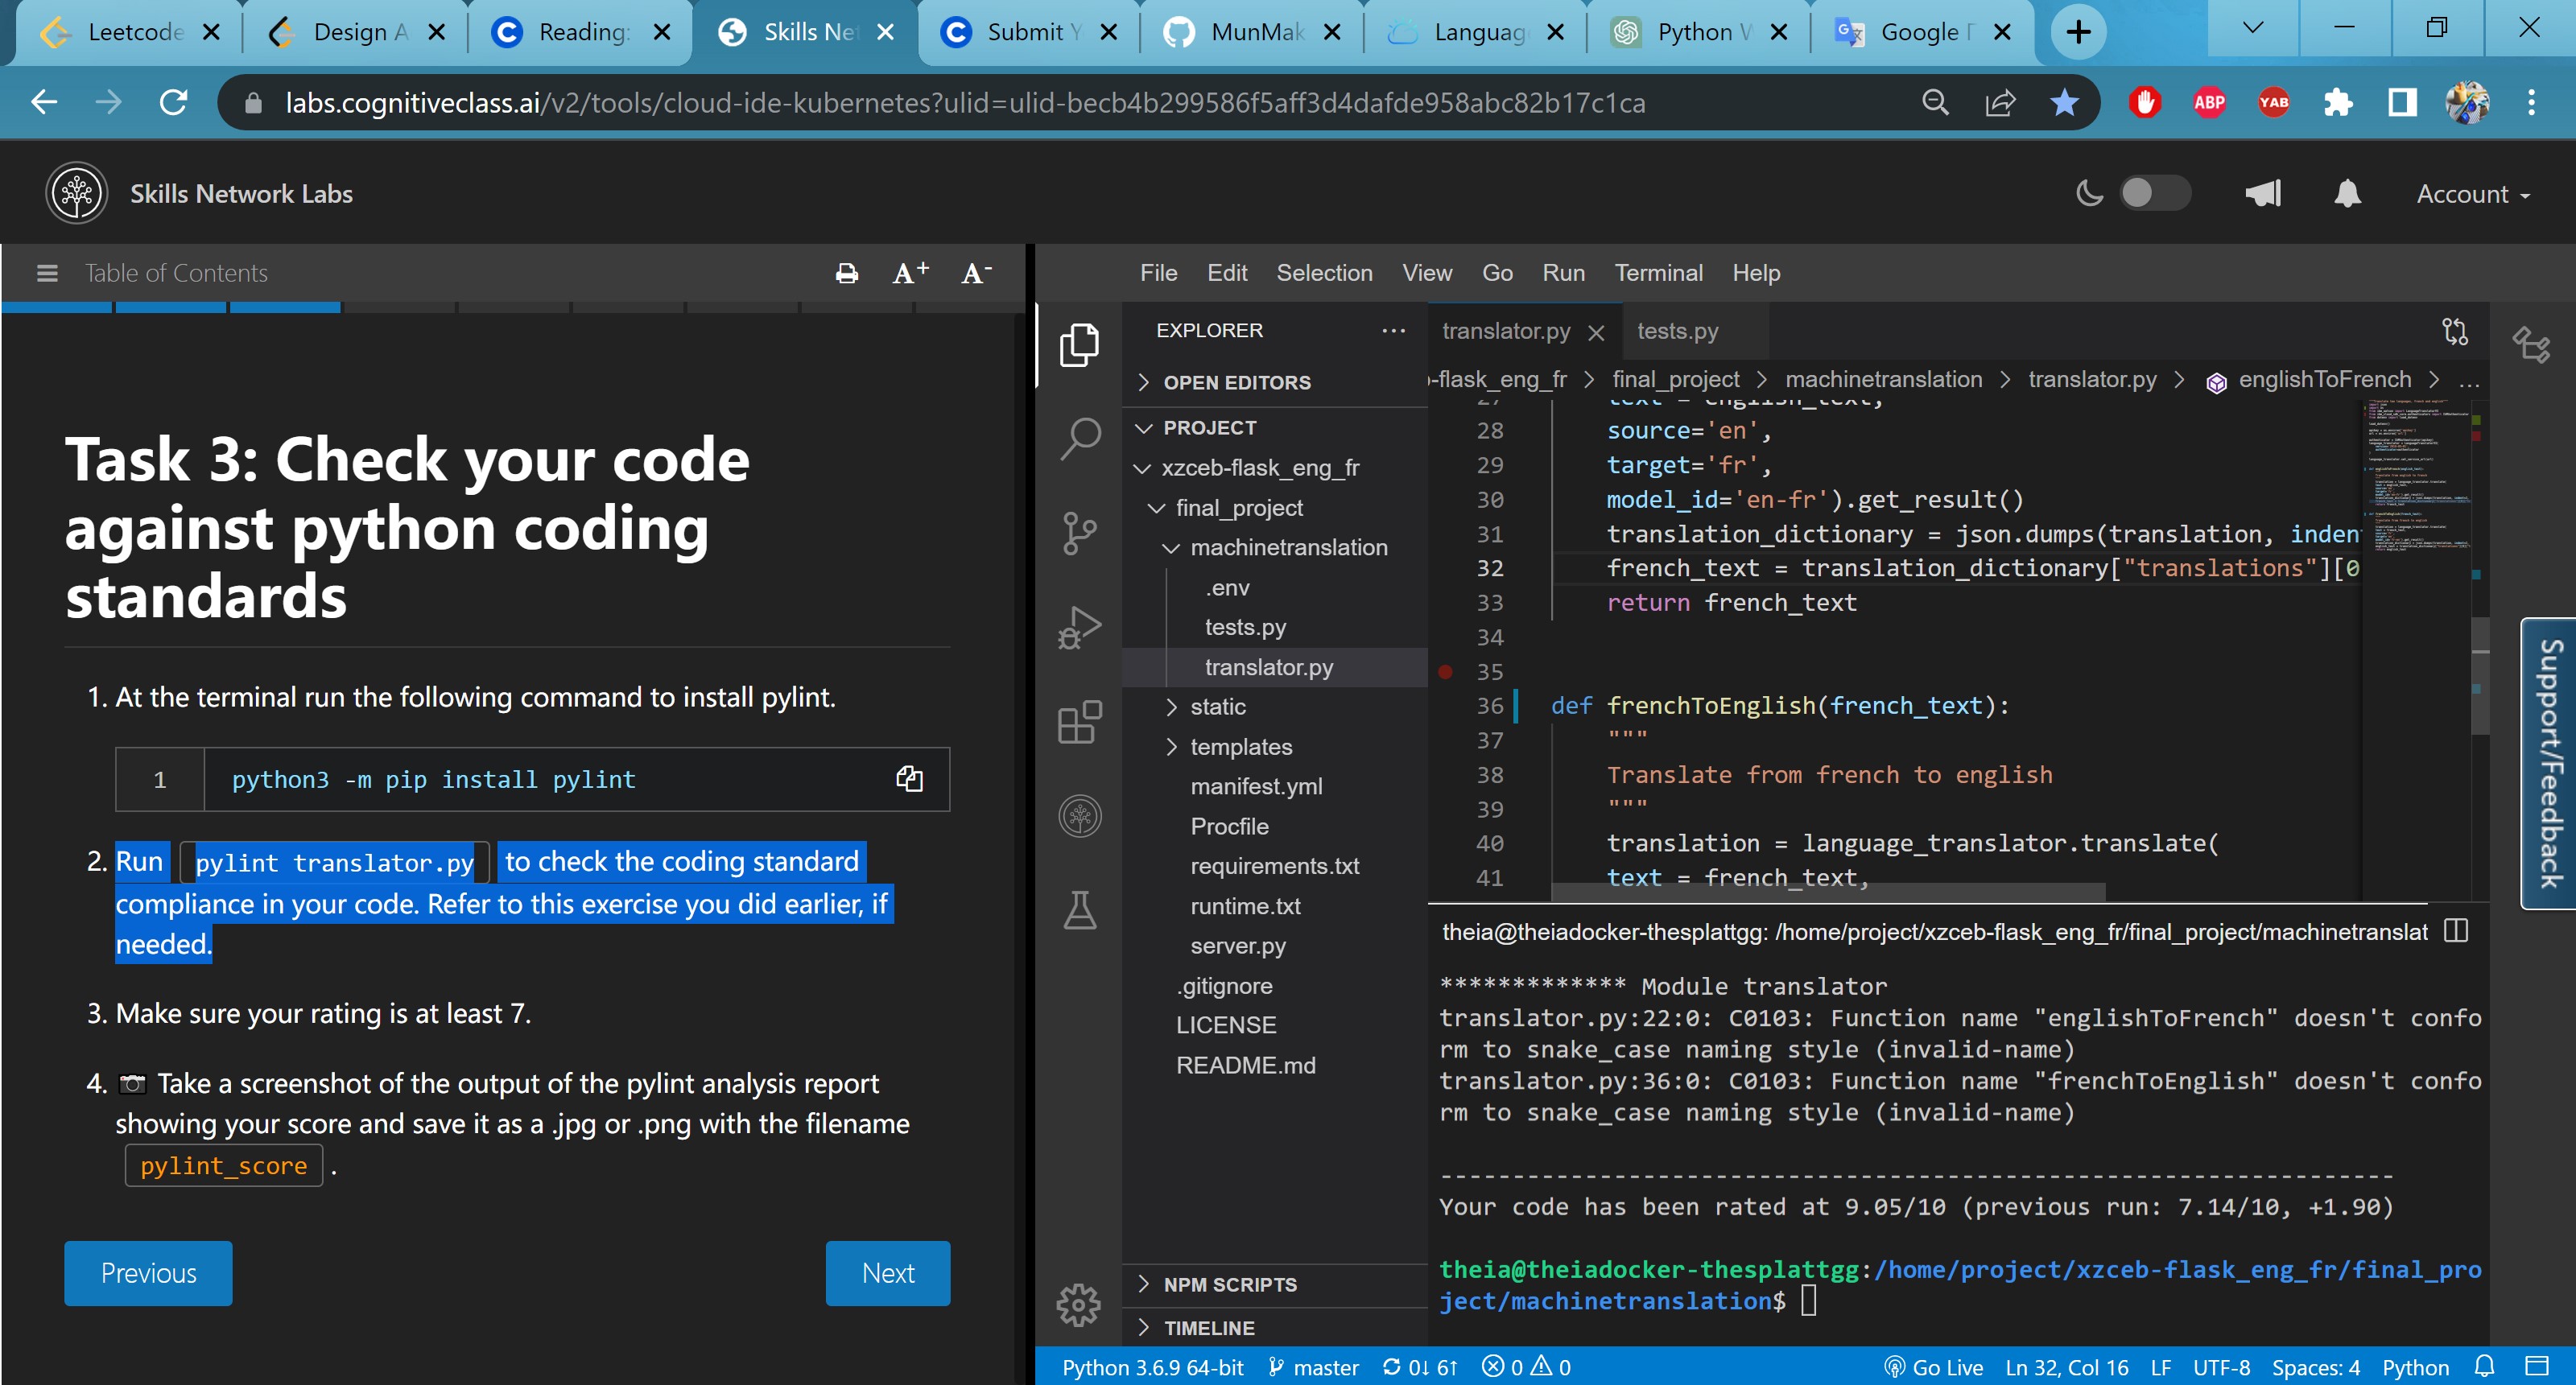 Leetcode
Design A
Reading:
Skills Net
Submit Y
MunMak
Languag
Python W
Google T
labs.cognitiveclass.ai/v2/tools/cloud-ide-kubernetes?ulid=ulid-becb4b299586f5aff3d4dafde958abc82b17c1ca
ABP
YAB
Skills Network Labs
Account
Table of Contents
A+ A-
Task 3: Check your code
against python coding
standards
1. At the terminal run the following command to install pylint.
1 python3 -m pip install pylint
2. Run pylint translator.py to check the coding standard
compliance in your code. Refer to this exercise you did earlier, if
needed.
3. Make sure your rating is at least 7.
4. 📷 Take a screenshot of the output of the pylint analysis report
showing your score and save it as a .jpg or .png with the filename
pylint_score .
Previous
Next
File Edit Selection View Go Run Terminal Help
EXPLORER
OPEN EDITORS
PROJECT
xzceb-flask_eng_fr
final_project
machinetranslation
.env
tests.py
translator.py
static
templates
manifest.yml
Procfile
requirements.txt
runtime.txt
server.py
.gitignore
LICENSE
README.md
NPM SCRIPTS
TIMELINE
translator.py tests.py
-flask_eng_fr > final_project > machinetranslation > translator.py > englishToFrench > ...
27 text = english_text,
28 source='en',
29 target='fr',
30 model_id='en-fr').get_result()
31 translation_dictionary = json.dumps(translation, inden
32 french_text = translation_dictionary["translations"][0
33 return french_text
34
35
36 def frenchToEnglish(french_text):
37 """
38 Translate from french to english
39 """
40 translation = language_translator.translate(
41 text = french_text,
theia@theiadocker-thesplattgg: /home/project/xzceb-flask_eng_fr/final_project/machinetranslat
************* Module translator
translator.py:22:0: C0103: Function name "englishToFrench" doesn't confo
rm to snake_case naming style (invalid-name)
translator.py:36:0: C0103: Function name "frenchToEnglish" doesn't confo
rm to snake_case naming style (invalid-name)
------------------------------------------------------------------
Your code has been rated at 9.05/10 (previous run: 7.14/10, +1.90)
theia@theiadocker-thesplattgg:/home/project/xzceb-flask_eng_fr/final_pro
ject/machinetranslation$
Support/Feedback
Python 3.6.9 64-bit master 0↓ 6↑ 0 0
Go Live Ln 32, Col 16 LF UTF-8 Spaces: 4 Python